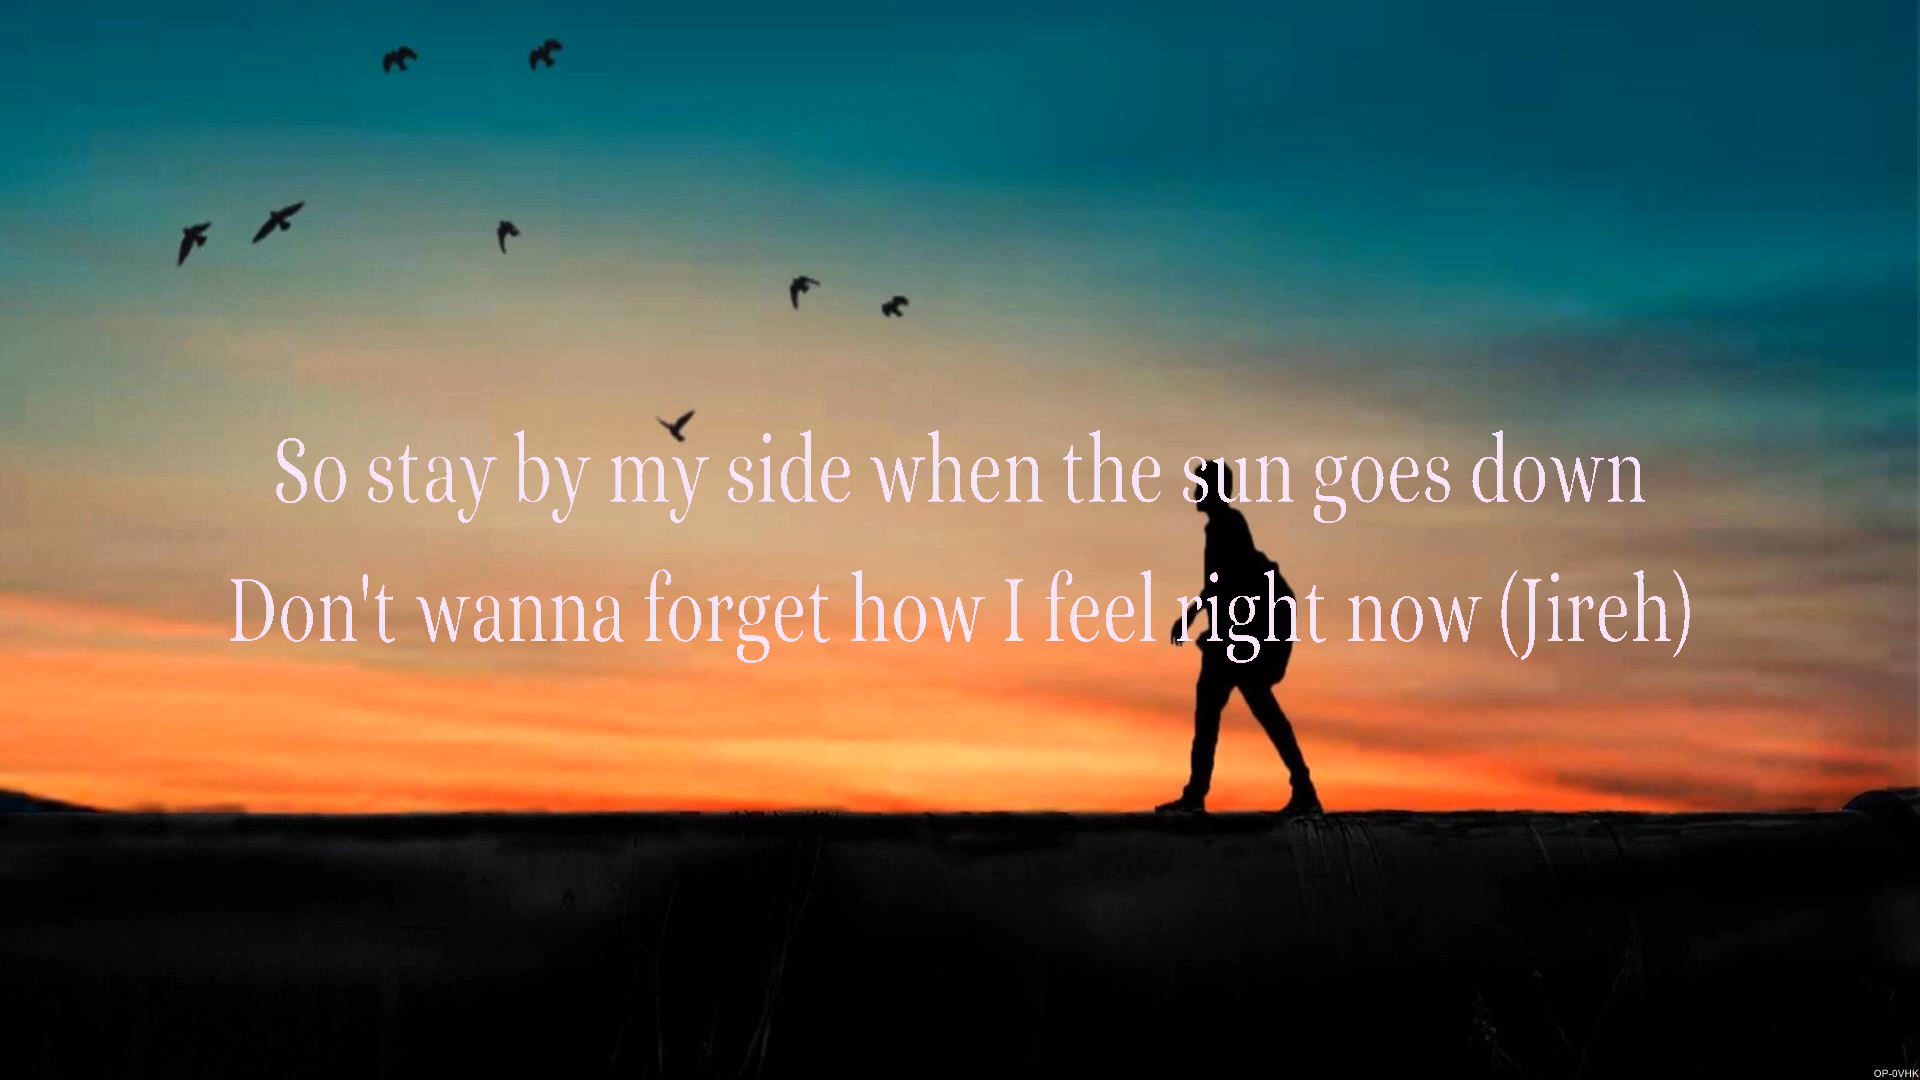 So stay by my side when the sun goes down
Don't wanna forget how I feel right now (Jireh)
OP-0VHK